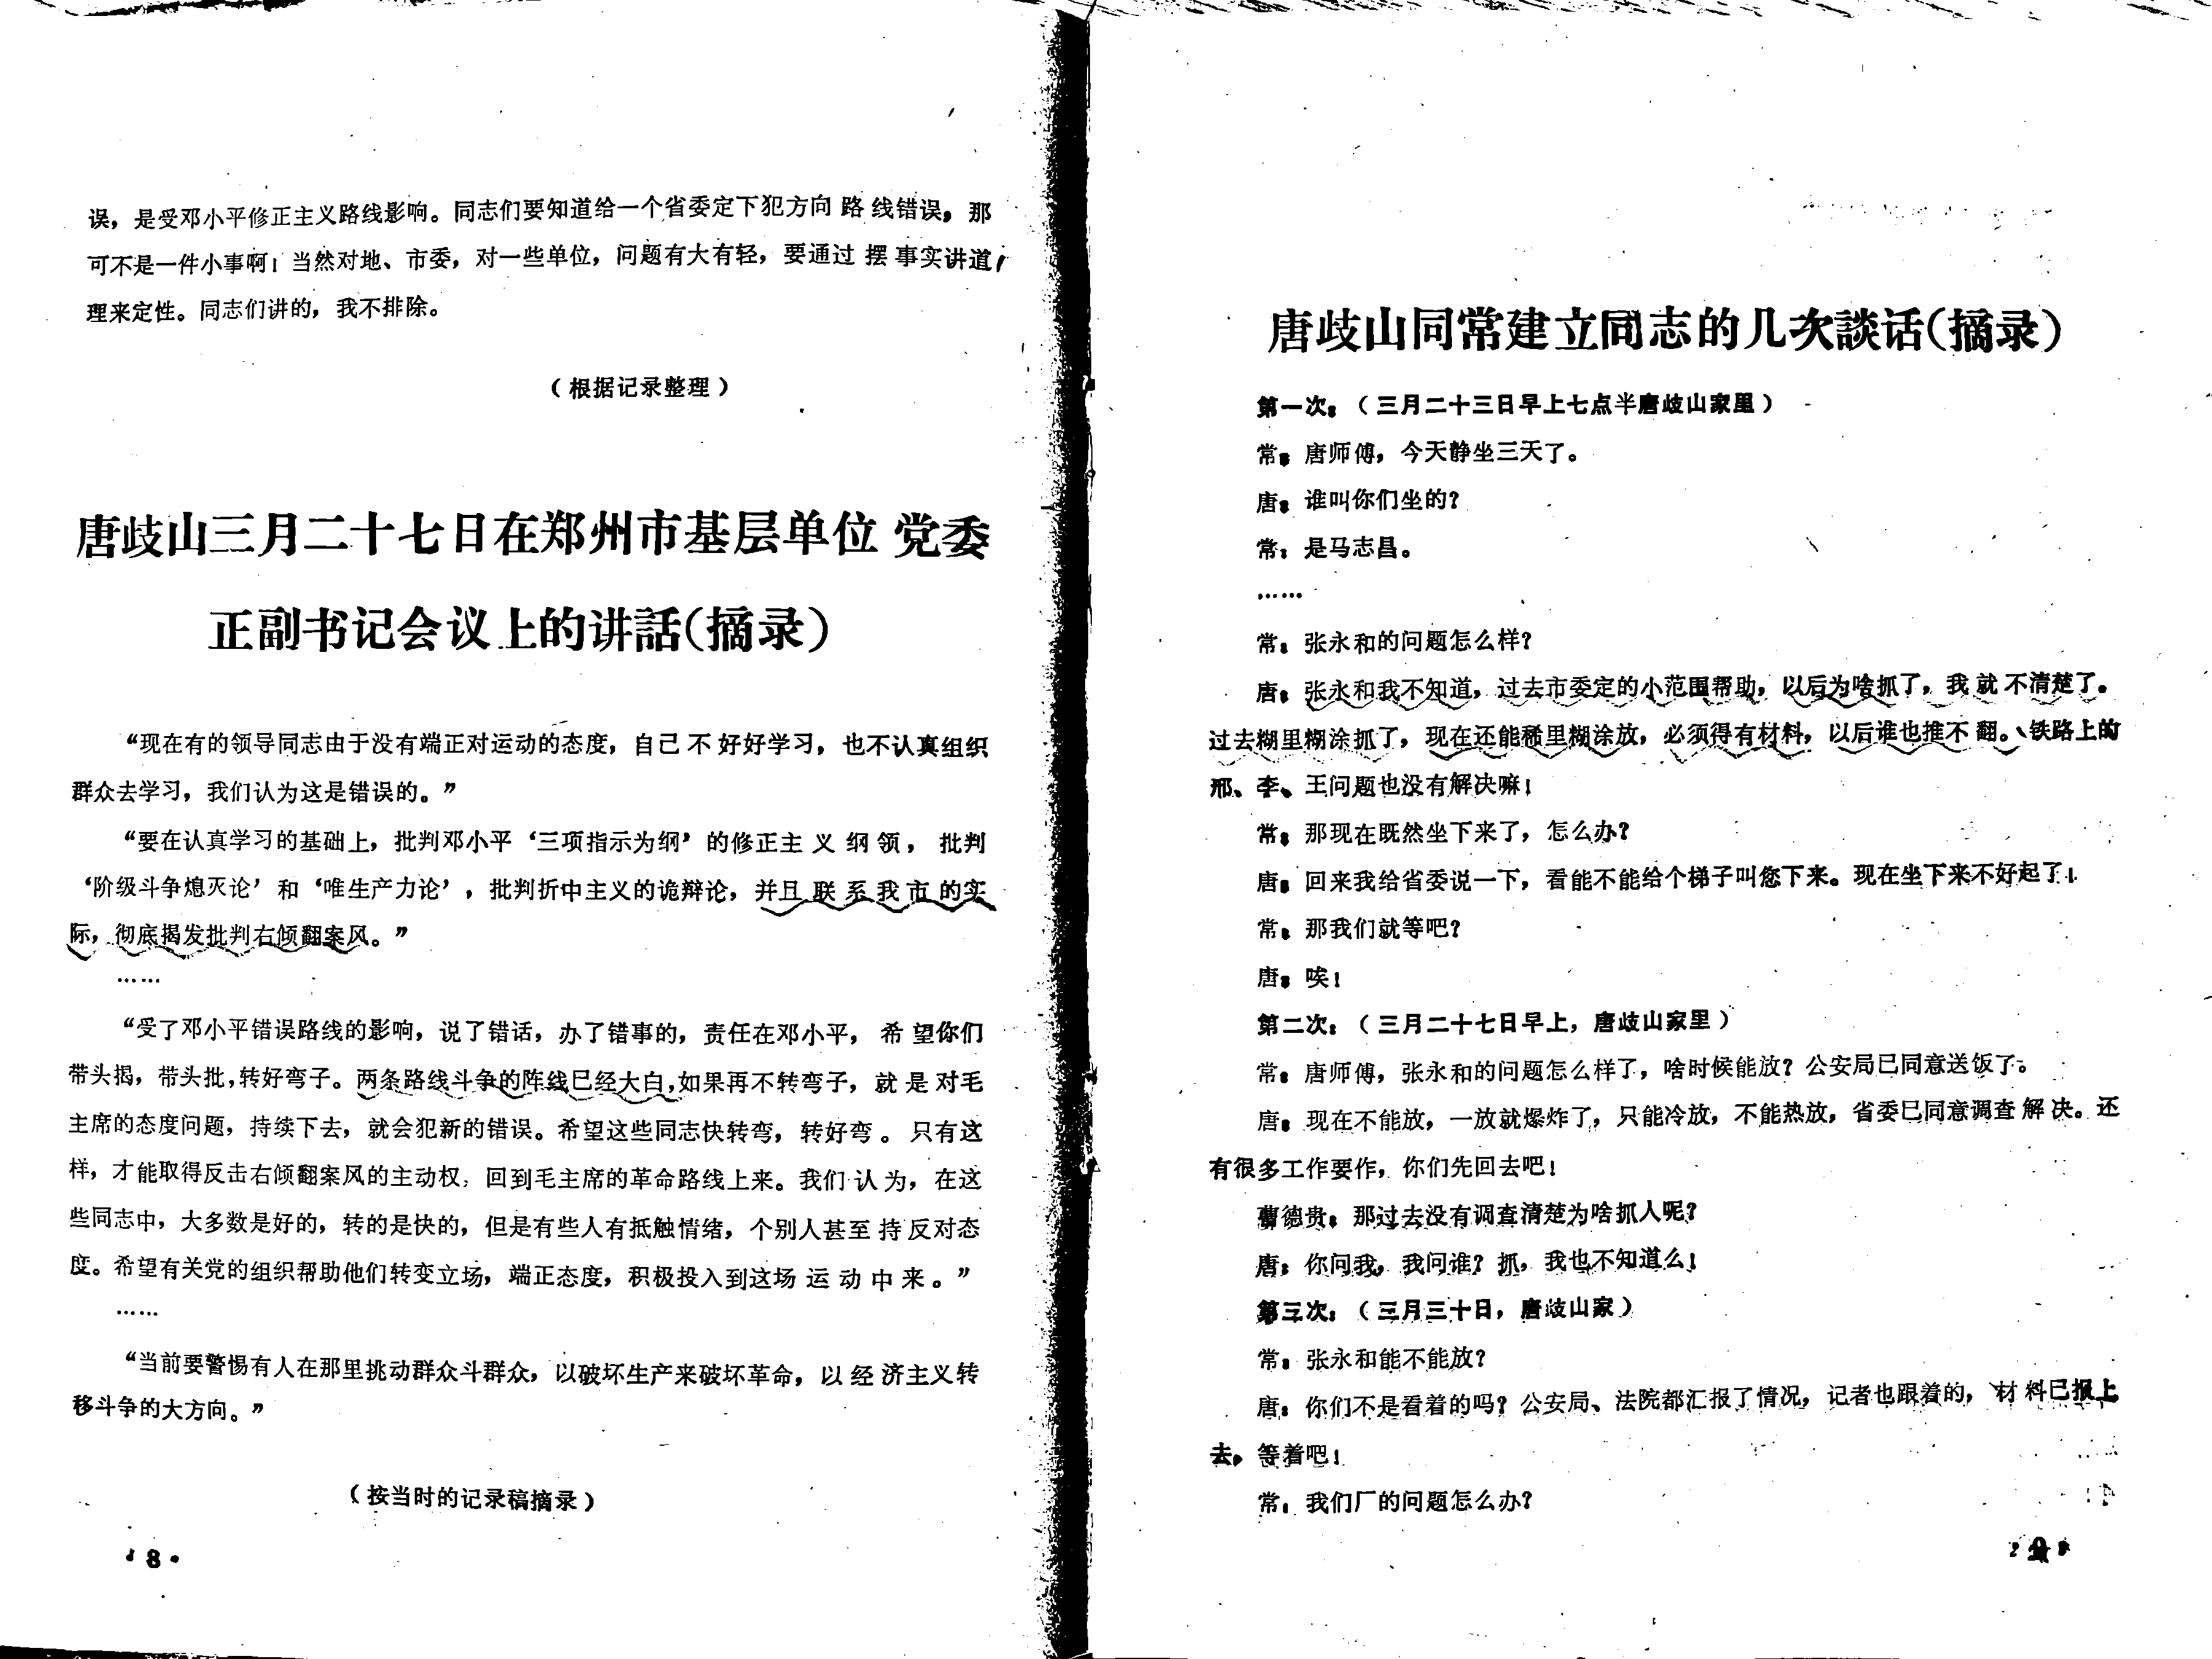 误，是受邓小平修正主义路线影响。同志们要知道给一个省委定下犯方向路线错误，那
可不是一件小事啊！当然对地、市委，对一些单位，问题有大有轻，要通过摆事实讲道
理来定性。同志们讲的，我不排除。
（根据记录整理）
唐歧山三月二十七日在郑州市基层单位党委
正副书记会议上的讲話(摘录)
“现在有的领导同志由于没有端正对运动的态度，自己不好好学习，也不认真组织
群众去学习，我们认为这是错误的。”
“要在认真学习的基础上，批判邓小平‘三项指示为纲’的修正主义纲领，批判
‘阶级斗争熄灭论’和‘唯生产力论’，批判折中主义的诡辩论，并且联系我市的实
际，彻底揭发批判右倾翻案风。”
……
“受了邓小平错误路线的影响，说了错话，办了错事的，责任在邓小平，希望你们
带头揭，带头批，转好弯子。两条路线斗争的阵线已经大白，如果再不转弯子，就是对毛
主席的态度问题，持续下去，就会犯新的错误。希望这些同志快转弯，转好弯。只有这
样，才能取得反击右倾翻案风的主动权，回到毛主席的革命路线上来。我们认为，在这
些同志中，大多数是好的，转的是快的，但是有些人有抵触情绪，个别人甚至持反对态
度。希望有关党的组织帮助他们转变立场，端正态度，积极投入到这场运动中来。”
……
“当前要警惕有人在那里挑动群众斗群众，以破坏生产来破坏革命，以经济主义转
移斗争的大方向。”
（按当时的记录稿摘录）
·8·
唐歧山同常建立同志的几次談话(摘录)
第一次：（三月二十三日早上七点半唐歧山家里）
常：唐师傅，今天静坐三天了。
唐：谁叫你们坐的？
常：是马志昌。
……
常：张永和的问题怎么样？
唐：张永和我不知道，过去市委定的小范围帮助，以后为啥抓了，我就不清楚了。
过去糊里糊涂抓了，现在还能稀里糊涂放，必须得有材料，以后谁也推不翻。铁路上的
邢、李、王问题也没有解决嘛！
常：那现在既然坐下来了，怎么办？
唐：回来我给省委说一下，看能不能给个梯子叫您下来。现在坐下来不好起了！
常：那我们就等吧？
唐：唉！
第二次：（三月二十七日早上，唐歧山家里）
常：唐师傅，张永和的问题怎么样了，啥时候能放？公安局已同意送饭了。
唐：现在不能放，一放就爆炸了，只能冷放，不能热放，省委已同意调查解决。还
有很多工作要作，你们先回去吧！
曹德贵：那过去没有调查清楚为啥抓人呢？
唐：你问我，我问谁？抓，我也不知道么！
第三次：（三月三十日，唐歧山家）
常：张永和能不能放？
唐：你们不是看着的吗？公安局、法院都汇报了情况，记者也跟着的，材料已报上
去，等着吧！
常：我们厂的问题怎么办？
·9·